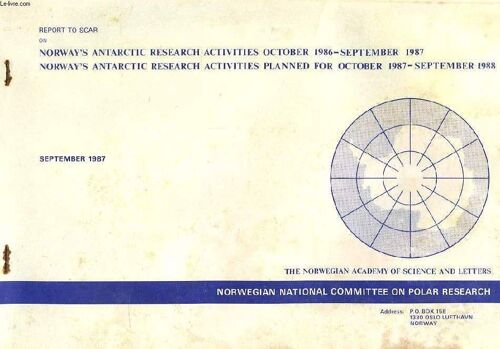 Le-livre.com
REPORT TO SCAR
ON
NORWAY'S ANTARCTIC RESEARCH ACTIVITIES OCTOBER 1986-SEPTEMBER 1987
NORWAY'S ANTARCTIC RESEARCH ACTIVITIES PLANNED FOR OCTOBER 1987-SEPTEMBER 1988
SEPTEMBER 1987
THE NORWEGIAN ACADEMY OF SCIENCE AND LETTERS
NORWEGIAN NATIONAL COMMITTEE ON POLAR RESEARCH
Address: P.O. BOX 158
1330 OSLO LUFTHAVN
NORWAY